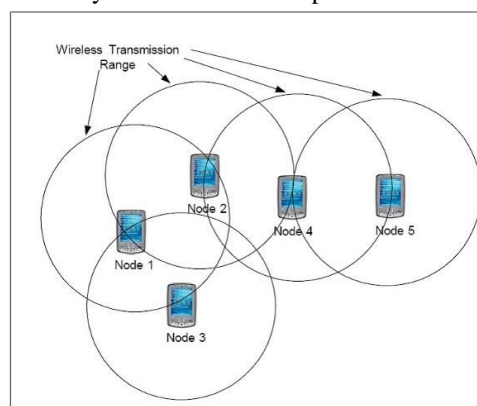 Wireless Transmission
Range
Node 2
Node 4
Node 5
Node 1
Node 3